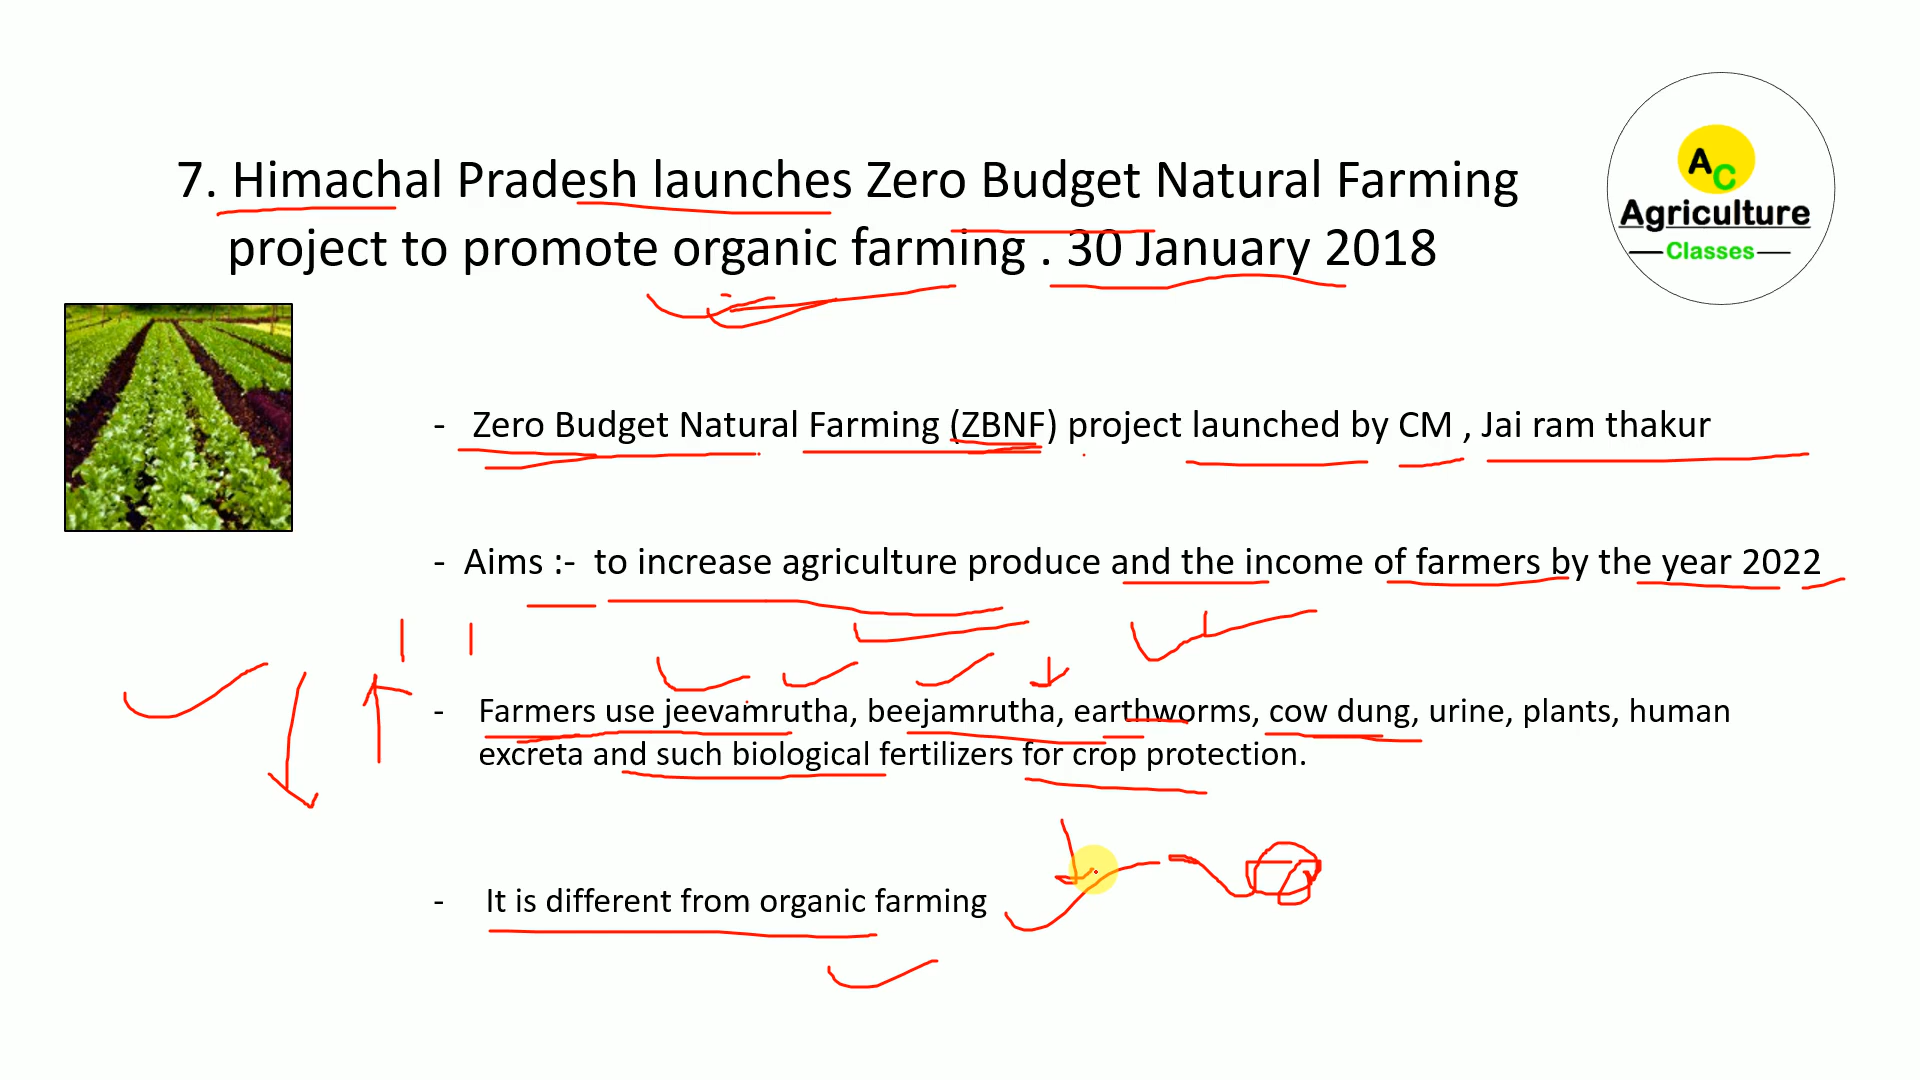 7. Himachal Pradesh launches Zero Budget Natural Farming
project to promote organic farming . 30 January 2018
AC
Agriculture
Classes
- Zero Budget Natural Farming (ZBNF) project launched by CM , Jai ram thakur
- Aims :- to increase agriculture produce and the income of farmers by the year 2022
- Farmers use jeevamrutha, beejamrutha, earthworms, cow dung, urine, plants, human
excreta and such biological fertilizers for crop protection.
- It is different from organic farming